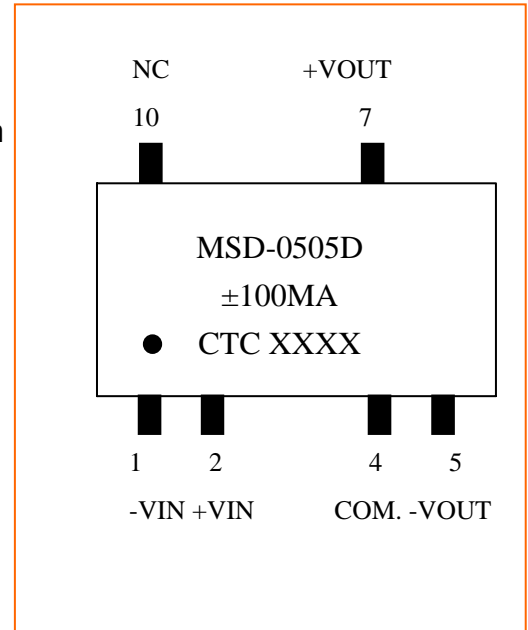 NC +VOUT
10 7
MSD-0505D
±100MA
CTC XXXX
1 2 4 5
-VIN +VIN COM. -VOUT